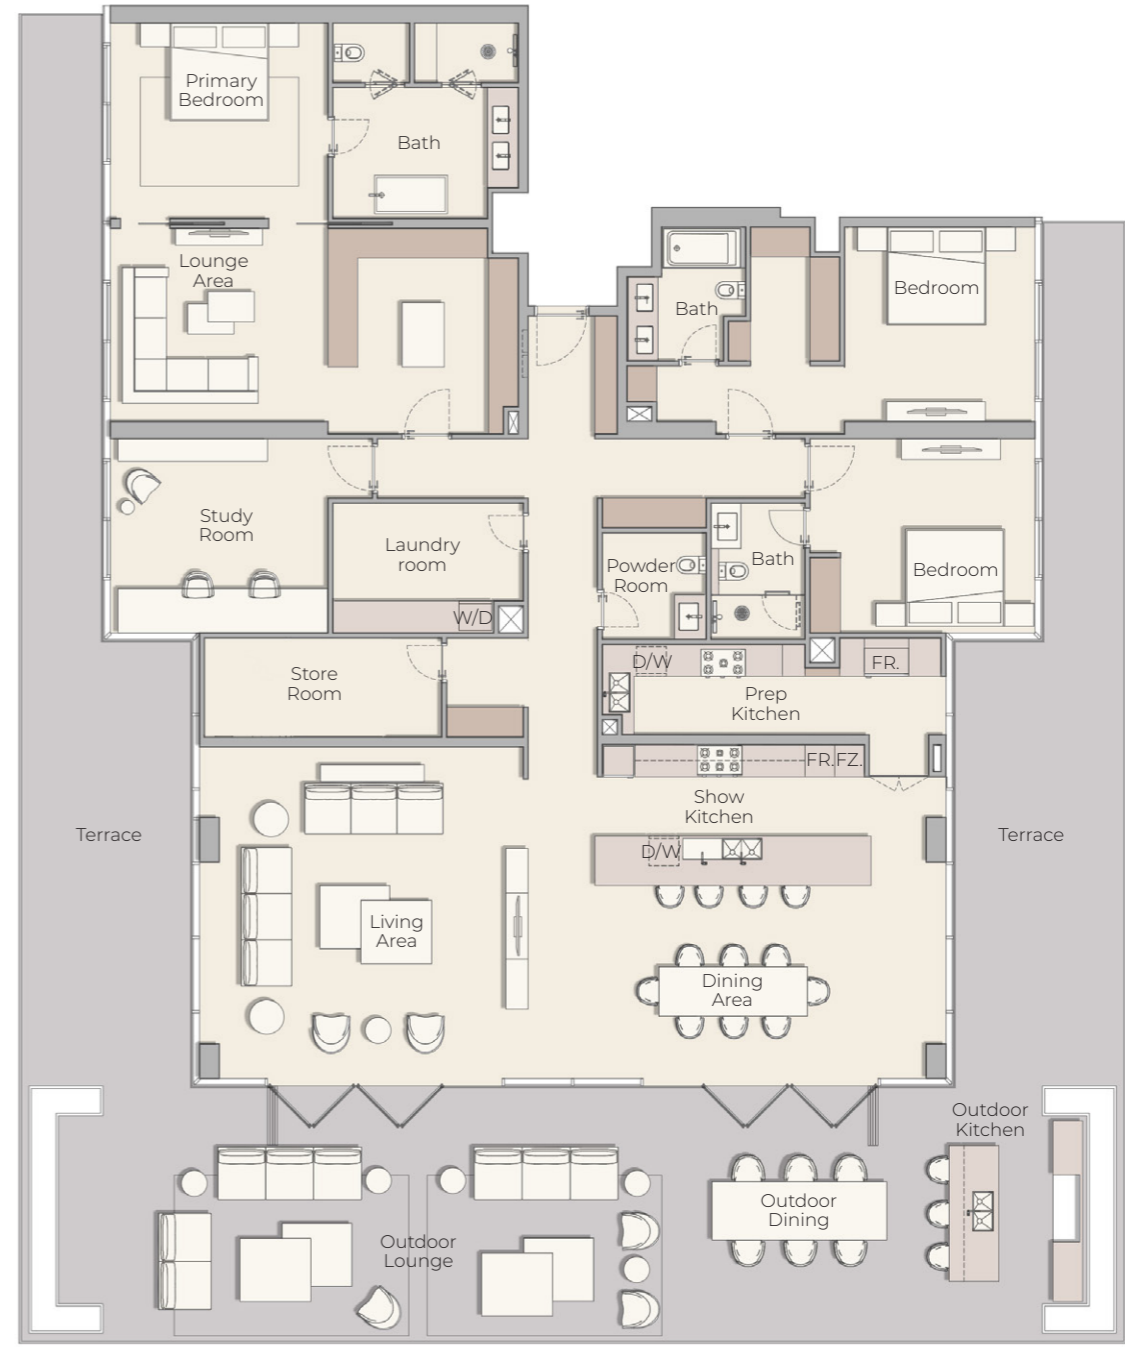 Primary
Bedroom
Bath
Lounge
Area
Bath
Bedroom
Study
Room
Laundry
room
W/D
Powder
Room
Bath
Bedroom
Store
Room
D/W
FR.
Prep
Kitchen
FR.
FZ.
Show
Kitchen
D/W
Terrace
Terrace
Living
Area
Dining
Area
Outdoor
Kitchen
Outdoor
Dining
Outdoor
Lounge